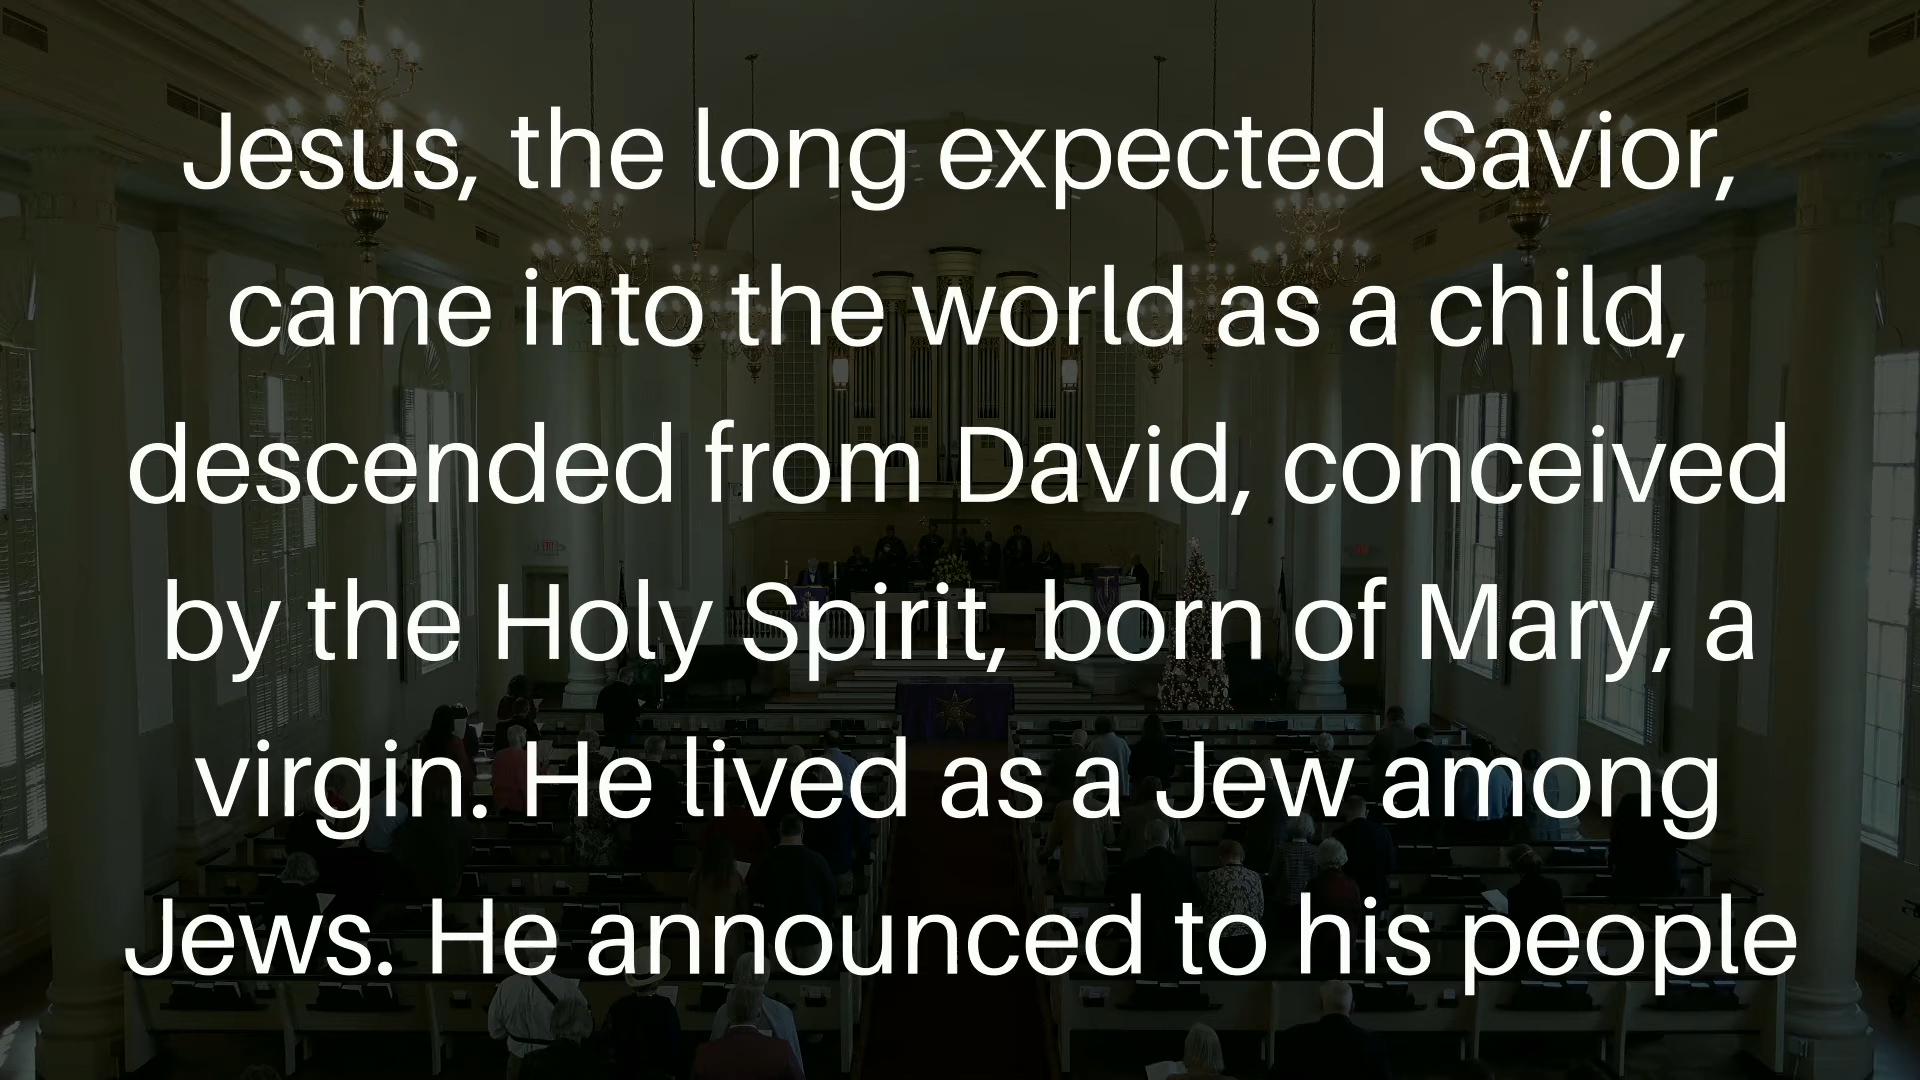 Jesus, the long expected Savior,
came into the world as a child,
descended from David, conceived
by the Holy Spirit, born of Mary, a
virgin. He lived as a Jew among
Jews. He announced to his people